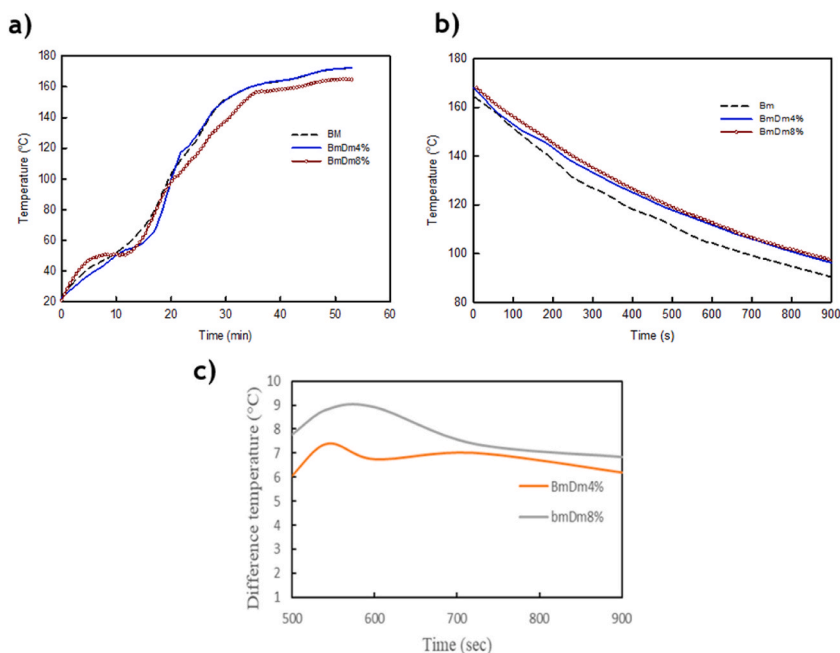 a)
180
160
140
120
100
80
60
40
20
Temperature (°C)
0 10 20 30 40 50 60
Time (min)
BM
BmDm4%
BmDm8%
b)
180
160
140
120
100
80
Temperature (°C)
0 100 200 300 400 500 600 700 800 900
Time (s)
Bm
BmDm4%
BmDm8%
c)
10
9
8
7
6
5
4
3
2
1
Difference temperature (°C)
500 600 700 800 900
Time (sec)
BmDm4%
bmDm8%